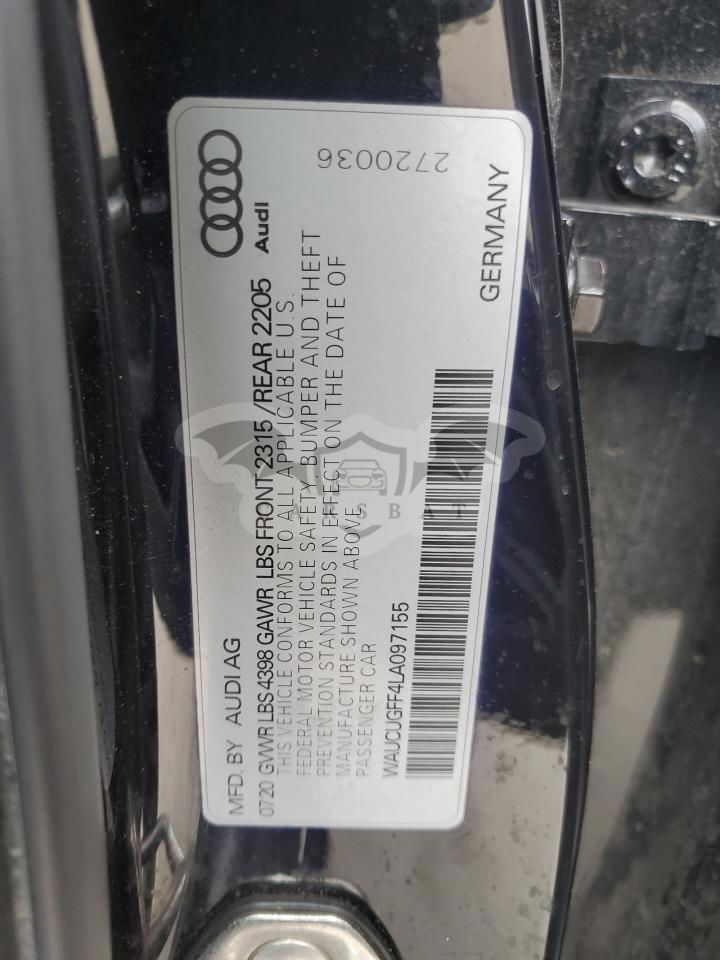 MFD. BY AUDI AG
Audi
0720 GVWR LBS 4398 GAWR LBS FRONT 2315 /REAR 2205
THIS VEHICLE CONFORMS TO ALL APPLICABLE U.S.
FEDERAL MOTOR VEHICLE SAFETY BUMPER AND THEFT
PREVENTION STANDARDS IN EFFECT ON THE DATE OF
MANUFACTURE SHOWN ABOVE.
PASSENGER CAR
2720036
WAUCUGFF4LA097155
GERMANY